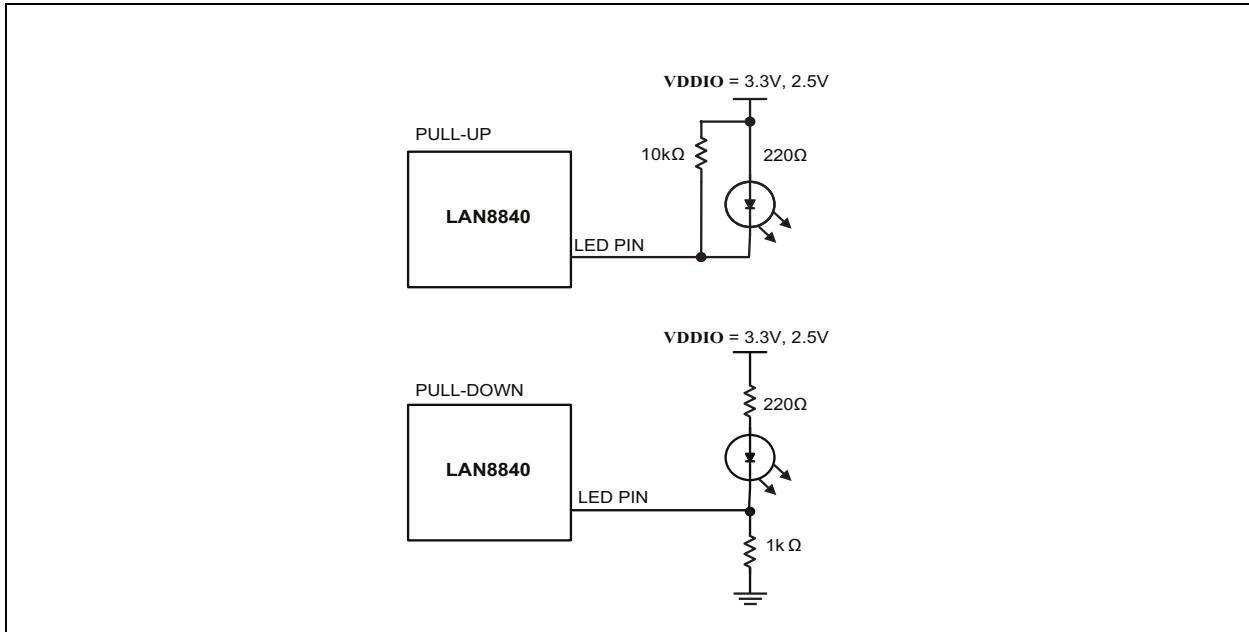 VDDIO = 3.3V, 2.5V
PULL-UP
10kΩ
220Ω
LAN8840
LED PIN
VDDIO = 3.3V, 2.5V
PULL-DOWN
220Ω
LAN8840
LED PIN
1k Ω